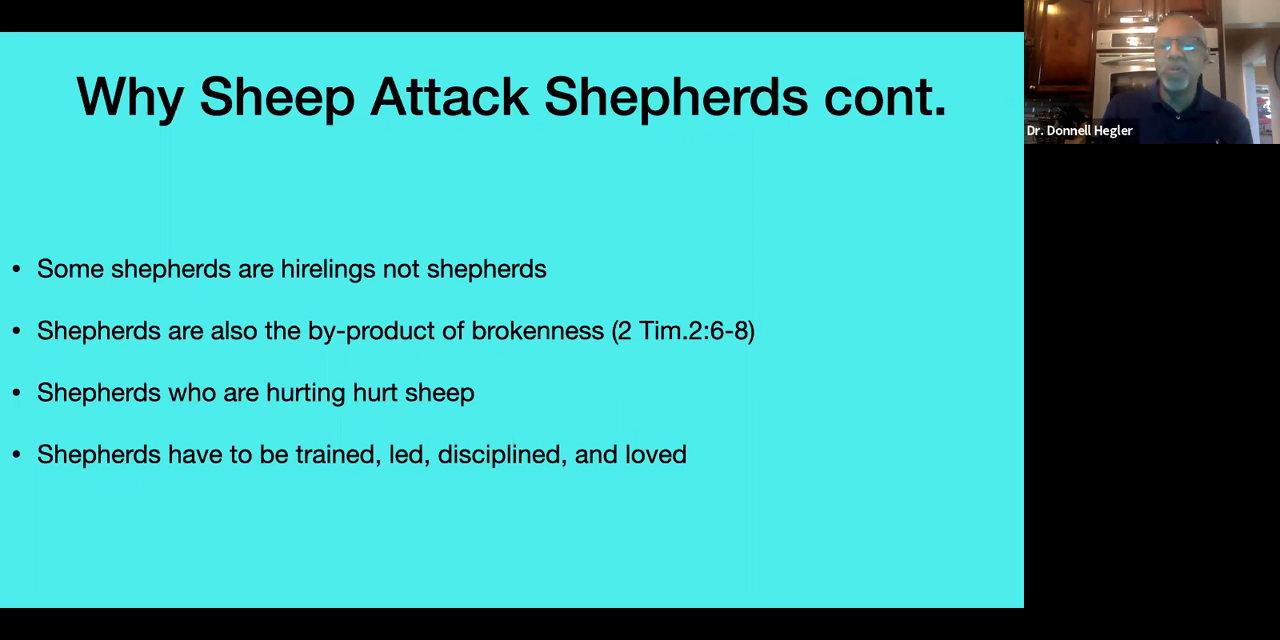 Why Sheep Attack Shepherds cont.
Dr. Donnell Hegler
• Some shepherds are hirelings not shepherds
• Shepherds are also the by-product of brokenness (2 Tim.2:6-8)
• Shepherds who are hurting hurt sheep
• Shepherds have to be trained, led, disciplined, and loved